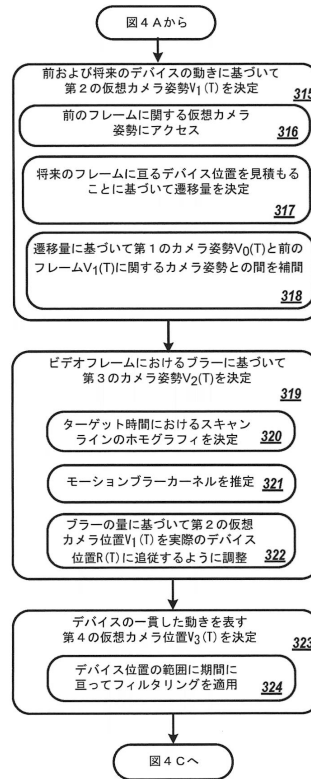 図4Aから
前および将来のデバイスの動きに基づいて
第2の仮想カメラ姿勢V₁(T)を決定
315
前のフレームに関する仮想カメラ
姿勢にアクセス
316
将来のフレームに亘るデバイス位置を見積もる
ことに基づいて遷移量を決定
317
遷移量に基づいて第1のカメラ姿勢V₀(T)と前の
フレームV₁(T)に関するカメラ姿勢との間を補間
318
ビデオフレームにおけるブラーに基づいて
第3のカメラ姿勢V₂(T)を決定
319
ターゲット時間におけるスキャン
ラインのホモグラフィを決定
320
モーションブラーカーネルを推定
321
ブラーの量に基づいて第2の仮想
カメラ位置V₁(T)を実際のデバイス
位置R(T)に追従するように調整
322
デバイスの一貫した動きを表す
第4の仮想カメラ位置V₃(T)を決定
323
デバイス位置の範囲に期間に
亘ってフィルタリングを適用
324
図4Cへ